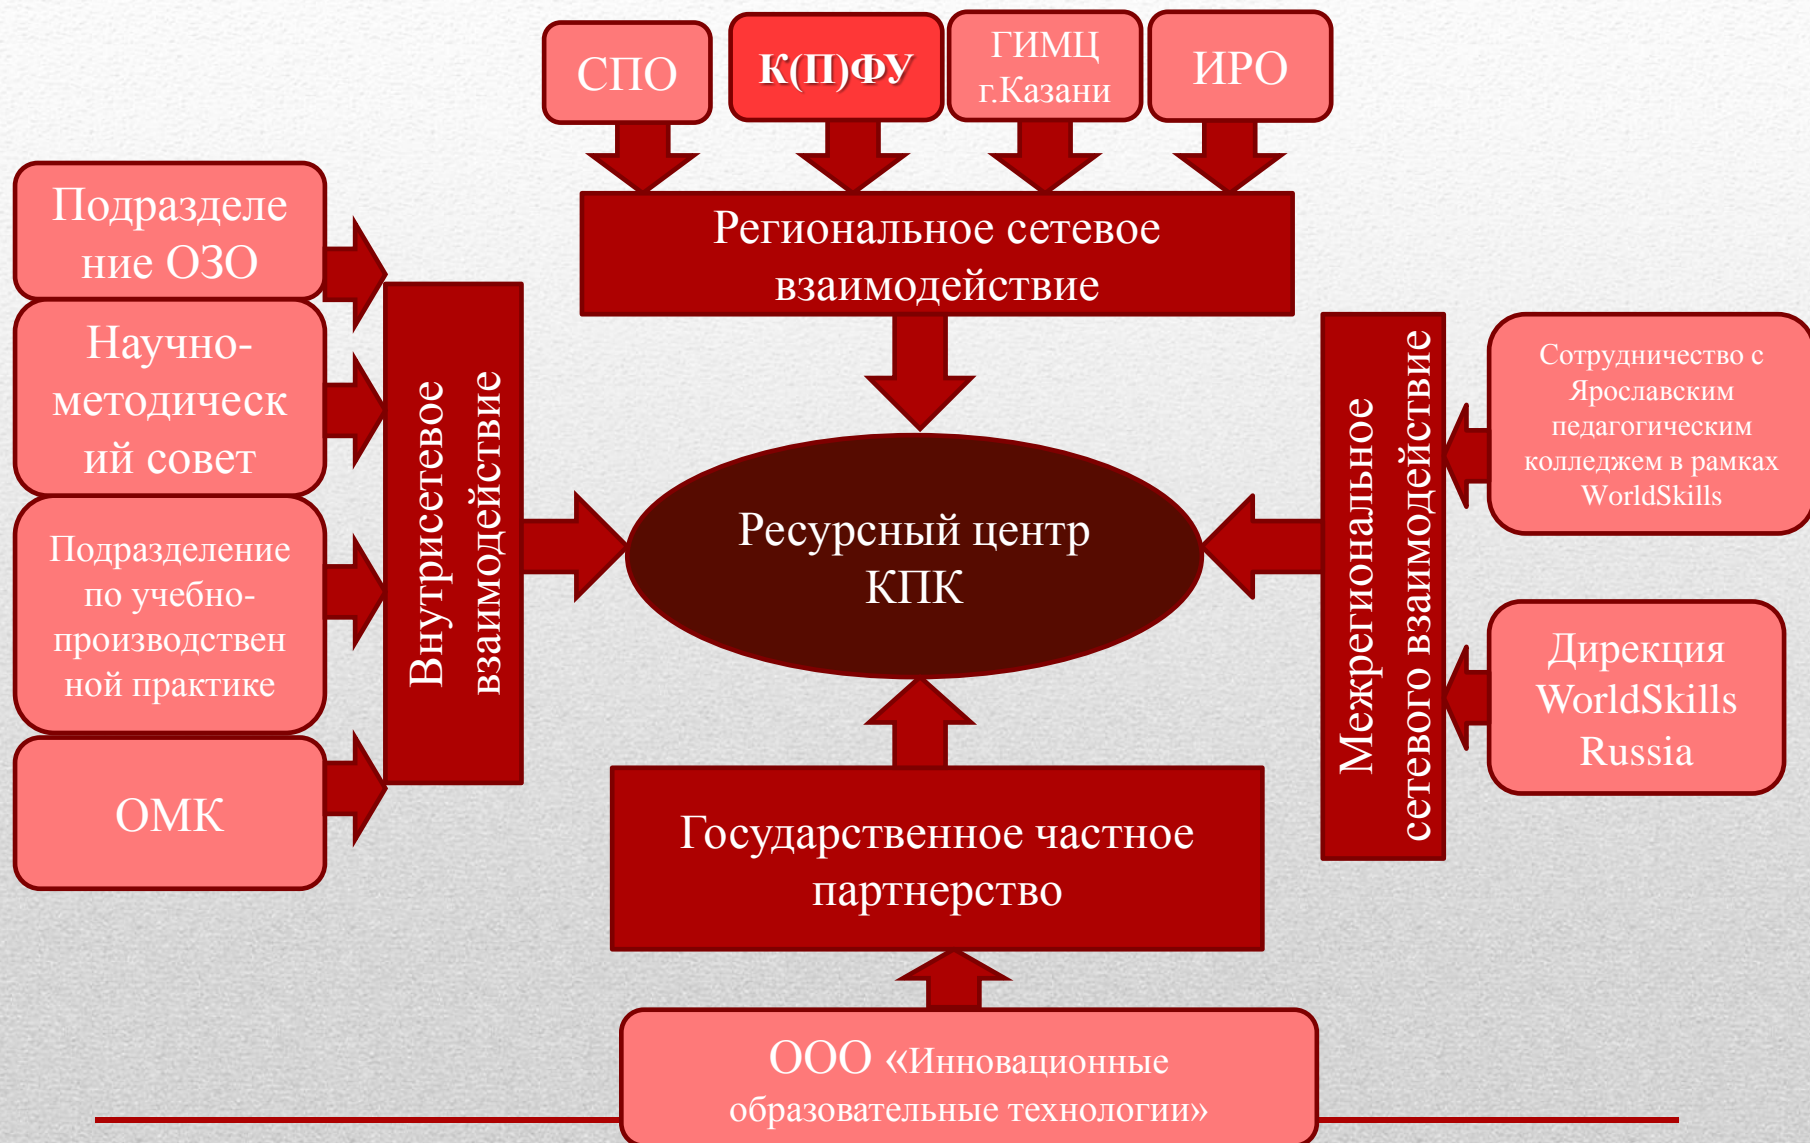 СПО
К(П)ФУ
ГИМЦ
г.Казани
ИРО
Региональное сетевое
взаимодействие
Подразделе
ние ОЗО
Научно-
методическ
ий совет
Подразделение
по учебно-
производствен
ной практике
ОМК
Внутрисетевое
взаимодействие
Ресурсный центр
КПК
Межрегиональное
сетевого взаимодействие
Сотрудничество с
Ярославским
педагогическим
колледжем в рамках
WorldSkills
Дирекция
WorldSkills
Russia
Государственное частное
партнерство
ООО «Инновационные
образовательные технологии»